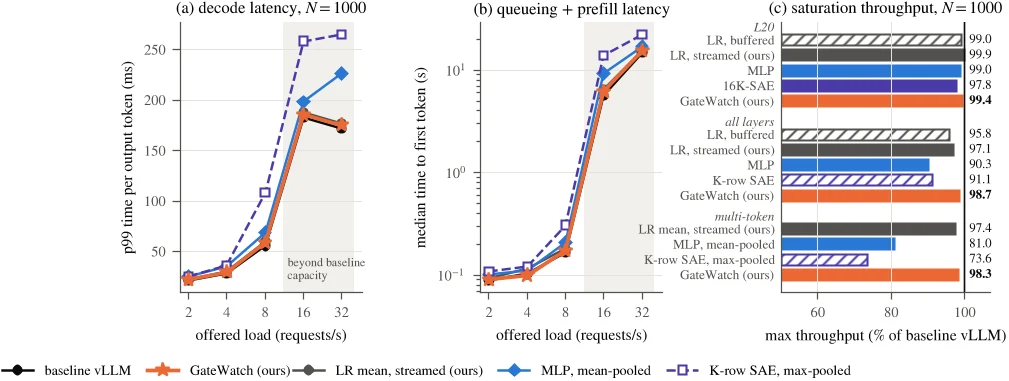 (a) decode latency, N = 1000
p99 time per output token (ms)
250
200
150
100
50
beyond baseline
capacity
2 4 8 16 32
offered load (requests/s)
(b) queueing + prefill latency
median time to first token (s)
10¹
10⁰
10⁻¹
2 4 8 16 32
offered load (requests/s)
(c) saturation throughput, N = 1000
L20
LR, buffered 99.0
LR, streamed (ours) 99.9
MLP 99.0
16K-SAE 97.8
GateWatch (ours) 99.4
all layers
LR, buffered 95.8
LR, streamed (ours) 97.1
MLP 90.3
K-row SAE 91.1
GateWatch (ours) 98.7
multi-token
LR mean, streamed (ours) 97.4
MLP, mean-pooled 81.0
K-row SAE, max-pooled 73.6
GateWatch (ours) 98.3
60 80 100
max throughput (% of baseline vLLM)
baseline vLLM GateWatch (ours) LR mean, streamed (ours) MLP, mean-pooled K-row SAE, max-pooled